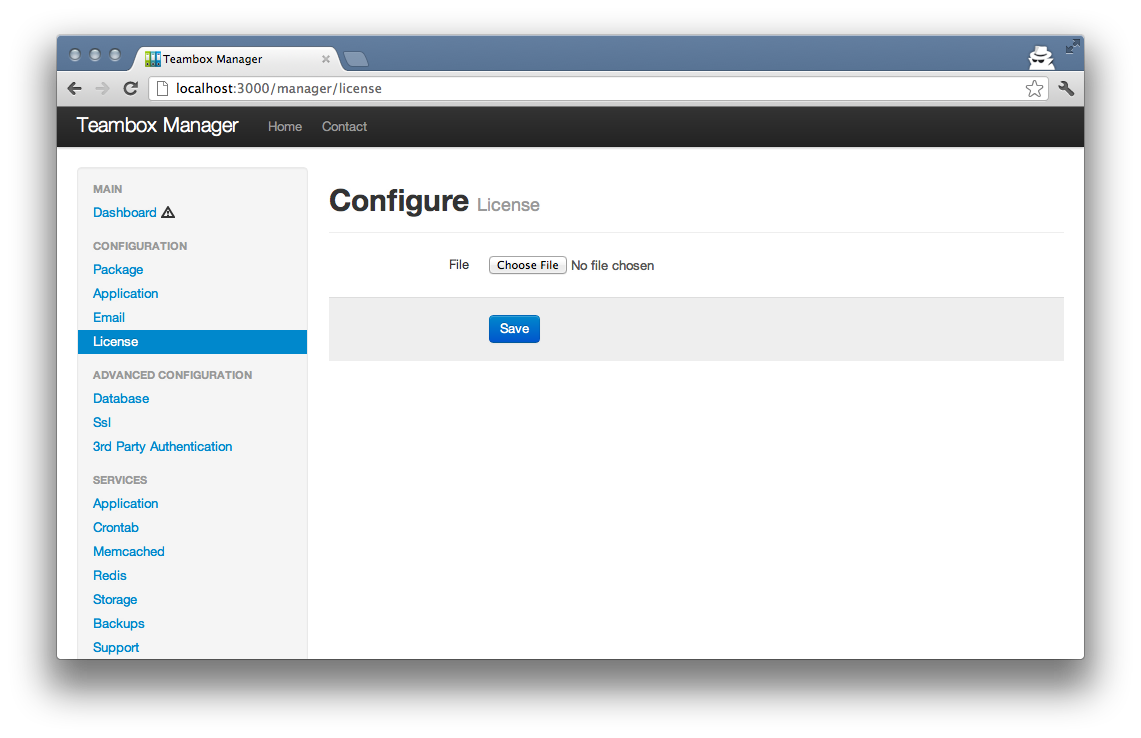 Teambox Manager
localhost:3000/manager/license
Teambox Manager Home Contact
MAIN
Dashboard
CONFIGURATION
Package
Application
Email
License
ADVANCED CONFIGURATION
Database
Ssl
3rd Party Authentication
SERVICES
Application
Crontab
Memcached
Redis
Storage
Backups
Support
Configure License
File Choose File No file chosen
Save